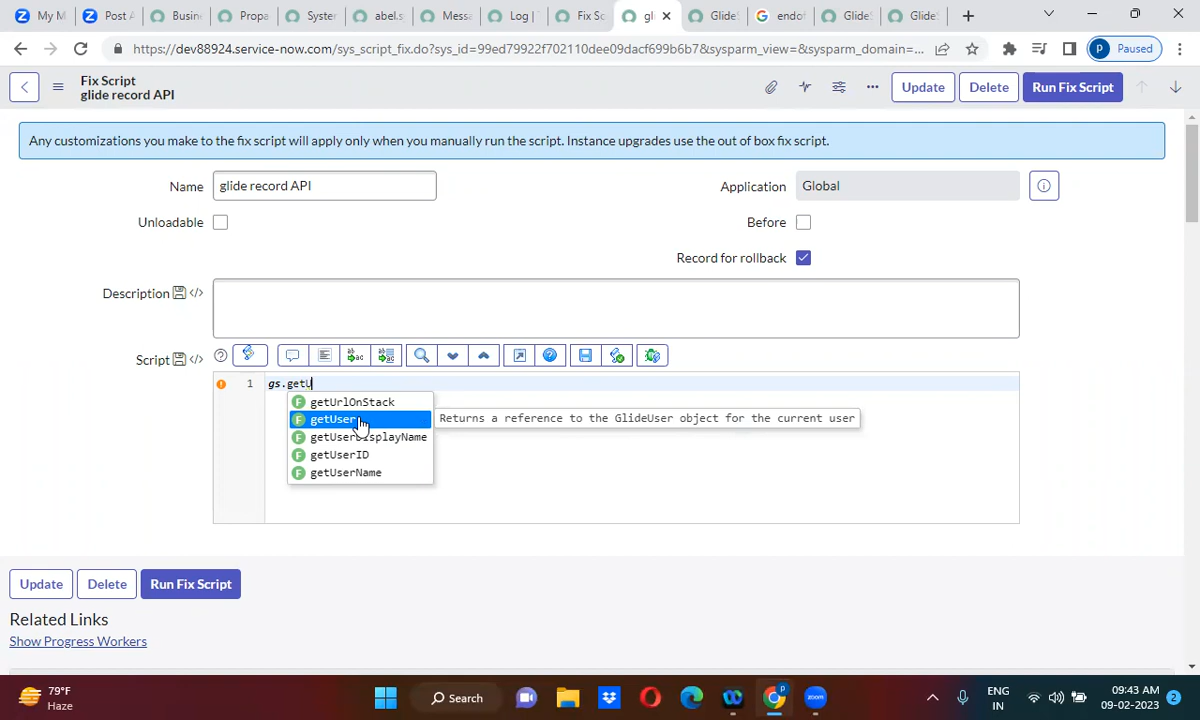 My M
Post A
Busin
Propa
Syster
abel.s
Messa
Log | '
Fix Sc
gli
Glide
endof
Glide
Glide
https://dev88924.service-now.com/sys_script_fix.do?sys_id=99ed79922f702110dee09dacf699b6b7&sysparm_view=&sysparm_domain=...
P
Paused
Fix Script
glide record API
Update
Delete
Run Fix Script
Any customizations you make to the fix script will apply only when you manually run the script. Instance upgrades use the out of box fix script.
Name
glide record API
Application
Global
Unloadable
Before
Record for rollback
Description
Script
1
gs.getU
getUrlOnStack
getUser
Returns a reference to the GlideUser object for the current user
getUserDisplayName
getUserID
getUserName
Update
Delete
Run Fix Script
Related Links
Show Progress Workers
79°F
Haze
Search
ENG
IN
09:43 AM
09-02-2023
2